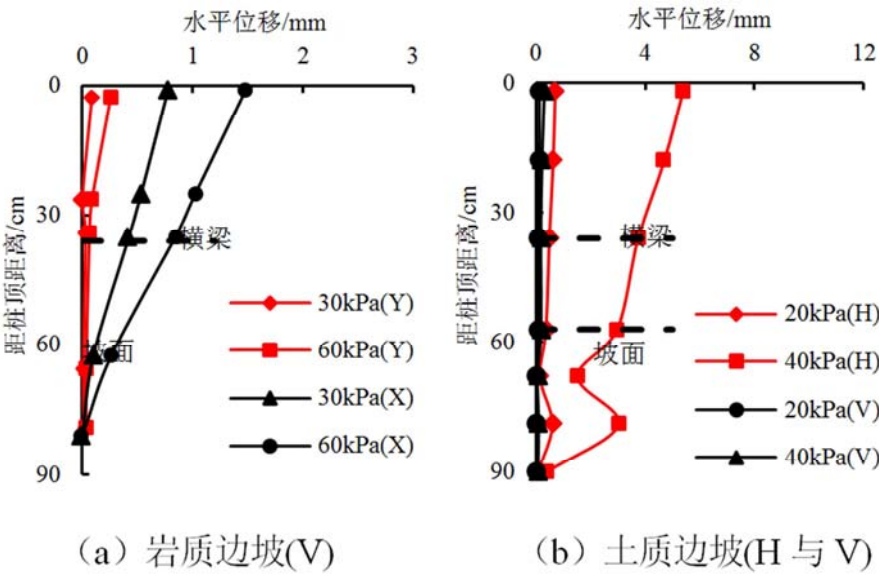 水平位移/mm
0 1 2 3
0
30
60
90
距桩顶距离/cm
横梁
坡面
30kPa(Y)
60kPa(Y)
30kPa(X)
60kPa(X)
(a)岩质边坡(V)
水平位移/mm
0 4 8 12
0
30
60
90
距桩顶距离/cm
横梁
坡面
20kPa(H)
40kPa(H)
20kPa(V)
40kPa(V)
(b)土质边坡(H 与 V)